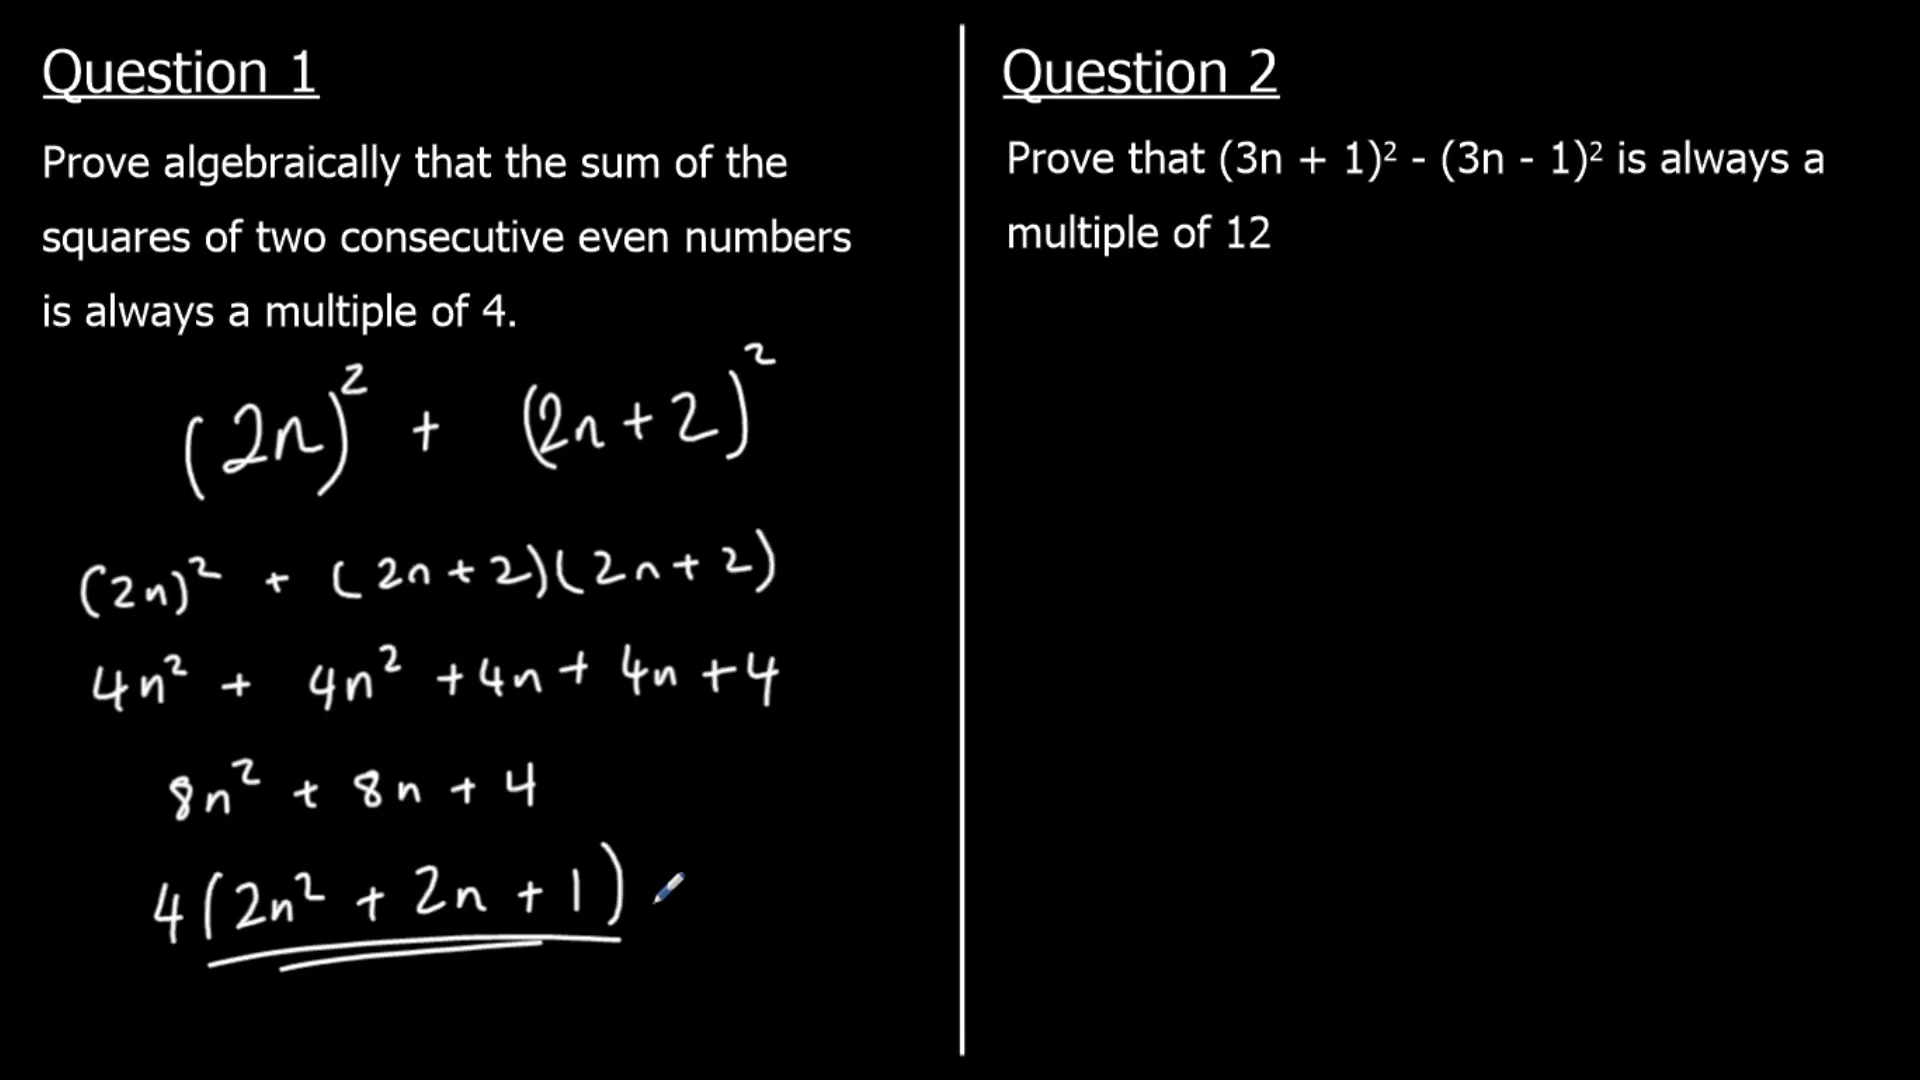 Question 1
Prove algebraically that the sum of the
squares of two consecutive even numbers
is always a multiple of 4.
(2n)² + (2n+2)²
(2n)² + (2n+2)(2n+2)
4n² + 4n² +4n+ 4n +4
8n² + 8n + 4
4(2n² + 2n + 1)
Question 2
Prove that (3n + 1)² - (3n - 1)² is always a
multiple of 12